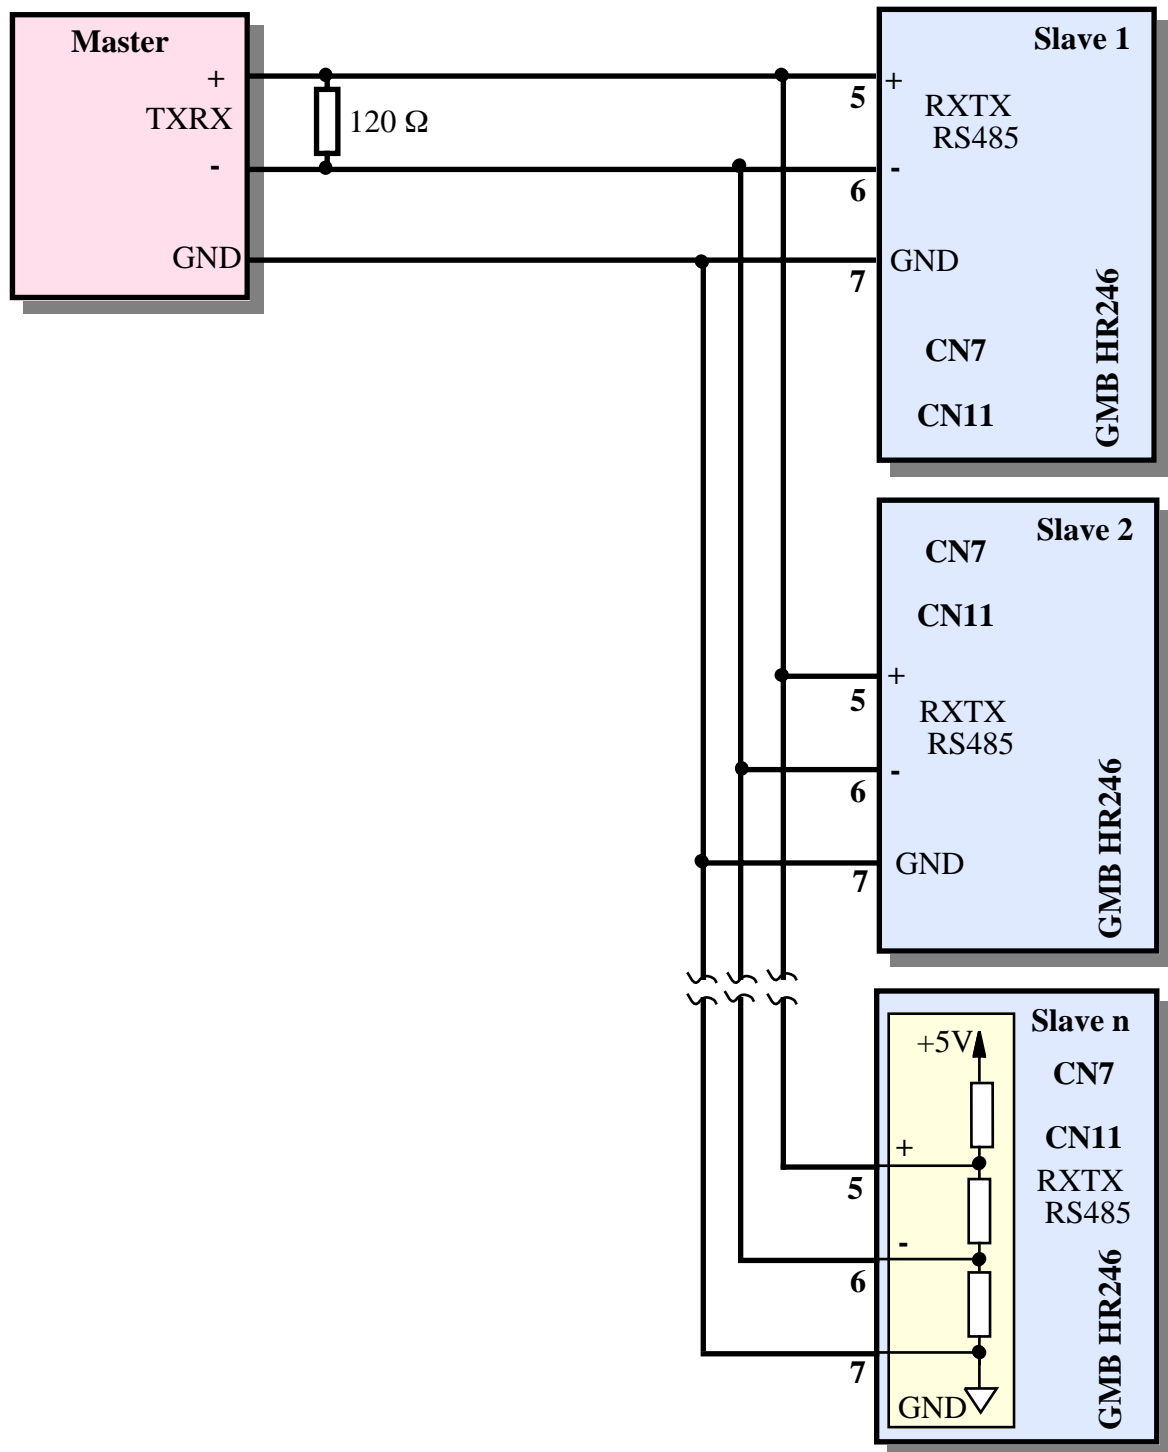 Master
+
TXRX
-
GND
120 Ω
Slave 1
5
+
RXTX
RS485
6
-
7
GND
CN7
CN11
GMB HR246
Slave 2
CN7
CN11
5
+
RXTX
RS485
6
-
7
GND
GMB HR246
Slave n
+5V
CN7
CN11
+
5
RXTX
RS485
-
6
7
GND
GMB HR246